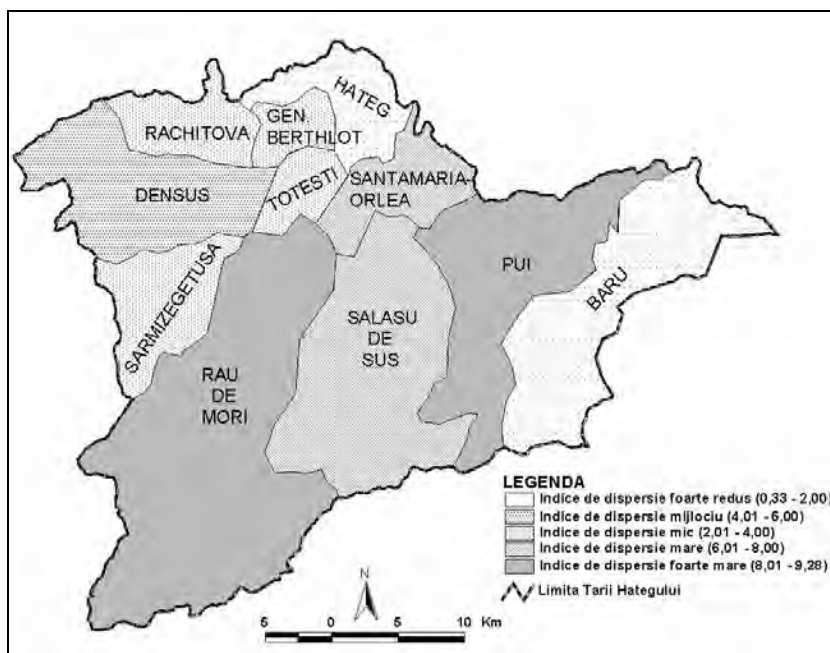 HATEG
GEN.
BERTHLOT
RACHITOVA
TOTESTI
SANTAMARIA-
ORLEA
DENSUS
PUI
BARU
SARMIZEGETUSA
SALASU
DE
SUS
RAU
DE
MORI
LEGENDA
Indice de dispersie foarte redus (0,33 - 2,00)
Indice de dispersie mijlociu (4,01 - 6,00)
Indice de dispersie mic (2,01 - 4,00)
Indice de dispersie mare (6,01 - 8,00)
Indice de dispersie foarte mare (8,01 - 9,28)
Limita Tarii Hategului
N
5 0 5 10 Km